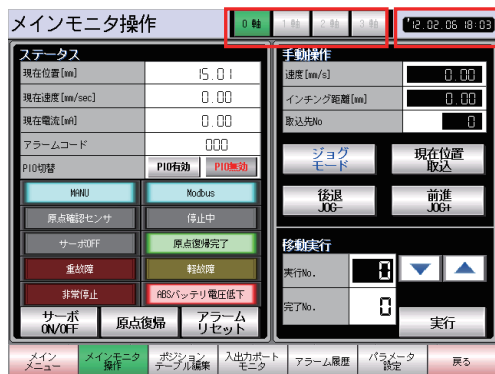 メインモニタ操作
0 軸
1 軸
2 軸
3 軸
'12.02.06 18:03
ステータス
現在位置[mm]
15.01
現在速度[mm/sec]
0.00
現在電流[mA]
0.00
アラームコード
000
PIO切替
PIO有効
PIO無効
MANU
Modbus
原点確認センサ
停止中
サーボOFF
原点復帰完了
重故障
軽故障
非常停止
ABSバッテリ電圧低下
サーボ
ON/OFF
原点復帰
アラーム
リセット
手動操作
速度[mm/s]
0.00
インチング距離[mm]
0.00
取込先No
0
ジョグ
モード
現在位置
取込
後退
JOG-
前進
JOG+
移動実行
実行No.
0
完了No.
0
実行
メイン
メニュー
メインモニタ
操作
ポジション
テーブル編集
入出力ポート
モニタ
アラーム履歴
パラメータ
設定
戻る